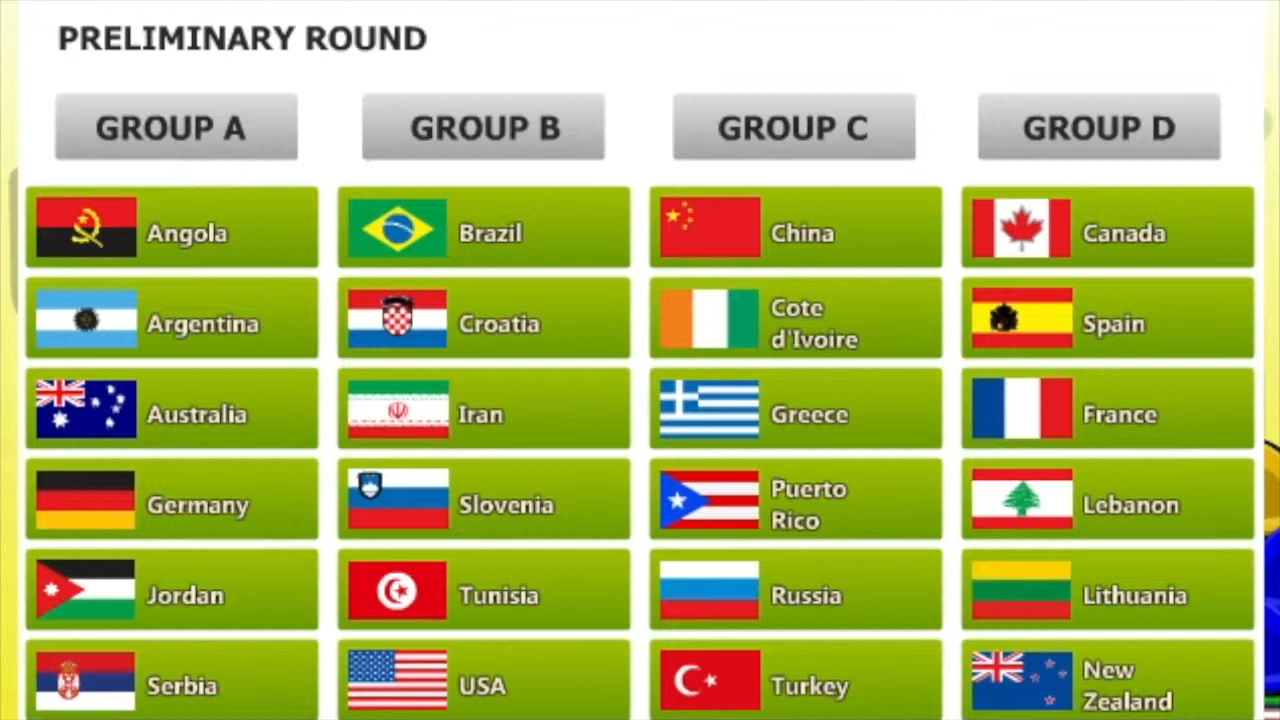 PRELIMINARY ROUND
GROUP A
GROUP B
GROUP C
GROUP D
Angola
Brazil
China
Canada
Argentina
Croatia
Cote
d'Ivoire
Spain
Australia
Iran
Greece
France
Germany
Slovenia
Puerto
Rico
Lebanon
Jordan
Tunisia
Russia
Lithuania
Serbia
USA
Turkey
New
Zealand